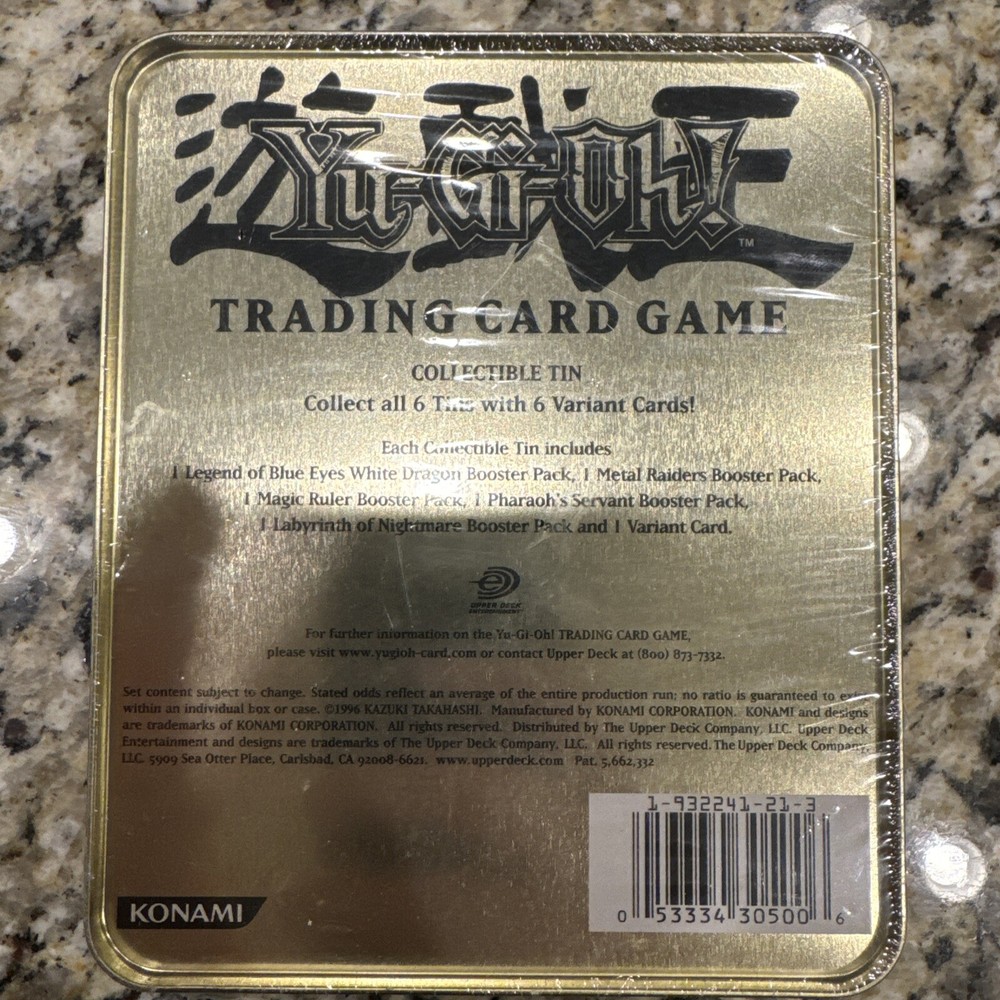 遊戯王
Yu-Gi-Oh!
TM
TRADING CARD GAME
COLLECTIBLE TIN
Collect all 6 Tins with 6 Variant Cards!
Each Collectible Tin includes
1 Legend of Blue Eyes White Dragon Booster Pack, 1 Metal Raiders Booster Pack,
1 Magic Ruler Booster Pack, 1 Pharaoh's Servant Booster Pack,
1 Labyrinth of Nightmare Booster Pack and 1 Variant Card.
UPPER DECK
ENTERTAINMENT
For further information on the Yu-Gi-Oh! TRADING CARD GAME,
please visit www.yugioh-card.com or contact Upper Deck at (800) 873-7332.
Set content subject to change. Stated odds reflect an average of the entire production run; no ratio is guaranteed to exist
within an individual box or case. ©1996 KAZUKI TAKAHASHI. Manufactured by KONAMI CORPORATION. KONAMI and designs
are trademarks of KONAMI CORPORATION. All rights reserved. Distributed by The Upper Deck Company, LLC. Upper Deck
Entertainment and designs are trademarks of The Upper Deck Company, LLC. All rights reserved. The Upper Deck Company,
LLC. 5909 Sea Otter Place, Carlsbad, CA 92008-6621. www.upperdeck.com Pat. 5,662,332
1-932241-21-3
0 53334 30500 6
KONAMI